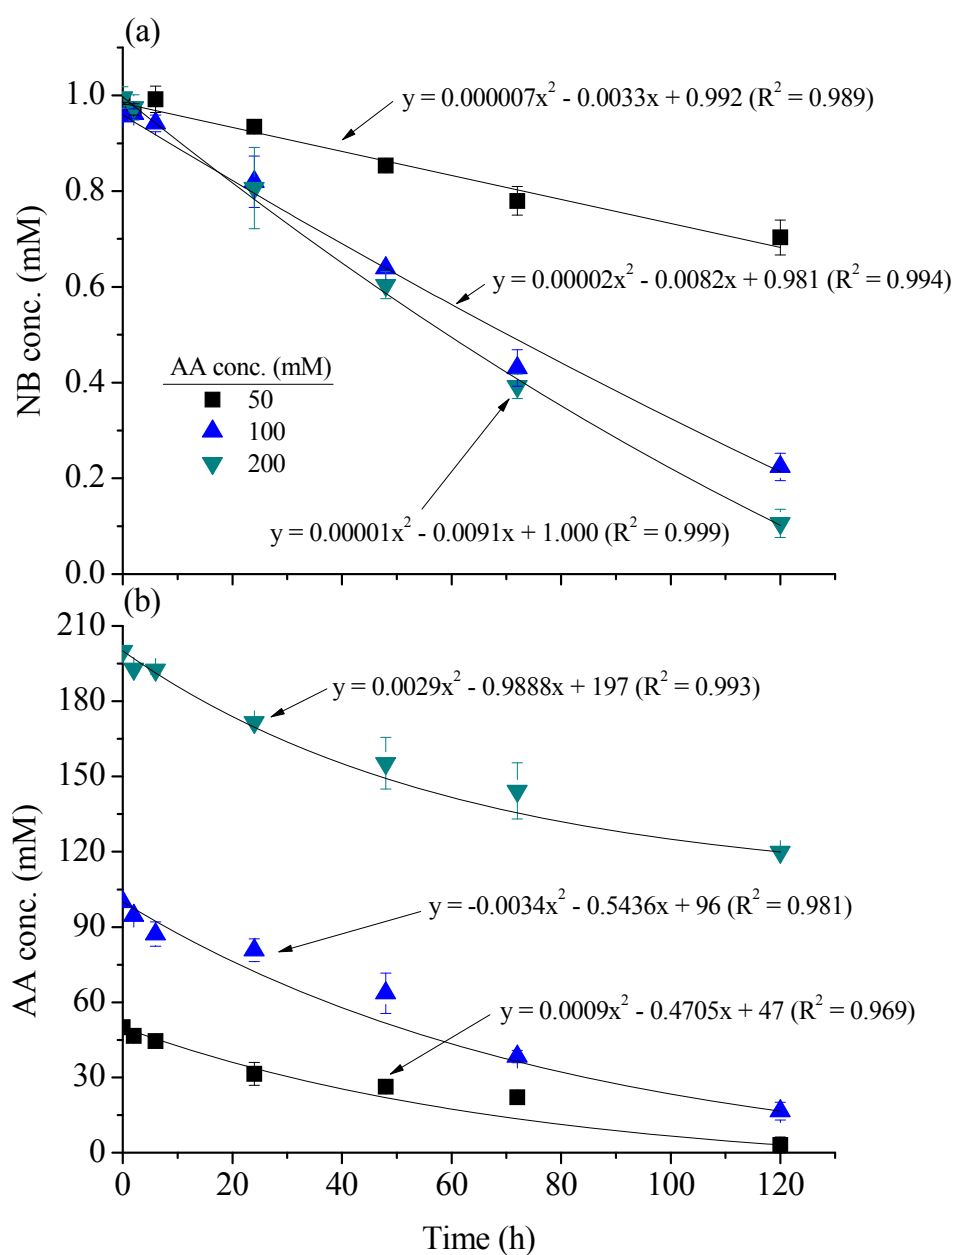 (a)
1.0
0.8
0.6
0.4
0.2
0.0
NB conc. (mM)
y = 0.000007x² - 0.0033x + 0.992 (R² = 0.989)
y = 0.00002x² - 0.0082x + 0.981 (R² = 0.994)
AA conc. (mM)
50
100
200
y = 0.00001x² - 0.0091x + 1.000 (R² = 0.999)
(b)
210
180
150
120
90
60
30
0
AA conc. (mM)
y = 0.0029x² - 0.9888x + 197 (R² = 0.993)
y = -0.0034x² - 0.5436x + 96 (R² = 0.981)
y = 0.0009x² - 0.4705x + 47 (R² = 0.969)
0 20 40 60 80 100 120
Time (h)